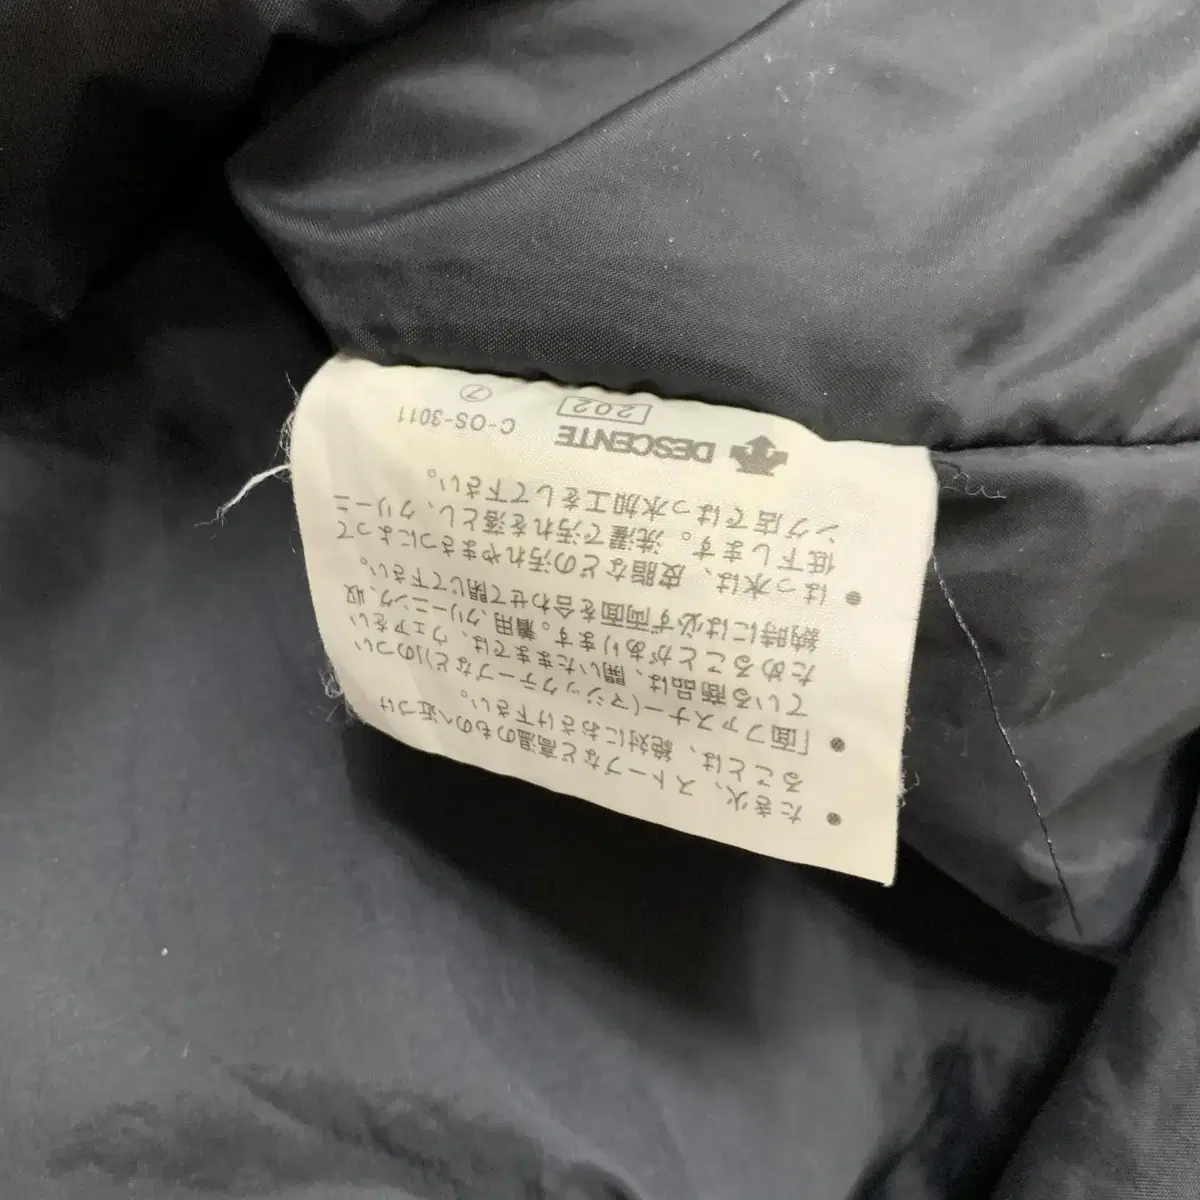 ● たき火、ストーブなど高温のものへ近づけ
ることは、絶対におさけ下さい。
● 「面ファスナー(マジックテープなど)」のつい
ている商品は、開いたままでは、ウェアをい
ためることがあります。着用、クリーニング、収
納時には必ず両面を合わせて閉じて下さい。
● はっ水は、皮脂などの汚れやまさつによって
低下します。洗濯で汚れを落とし、クリーニ
ング店ではっ水加工をして下さい。
DESCENTE
202
C-OS-3011 ⑦